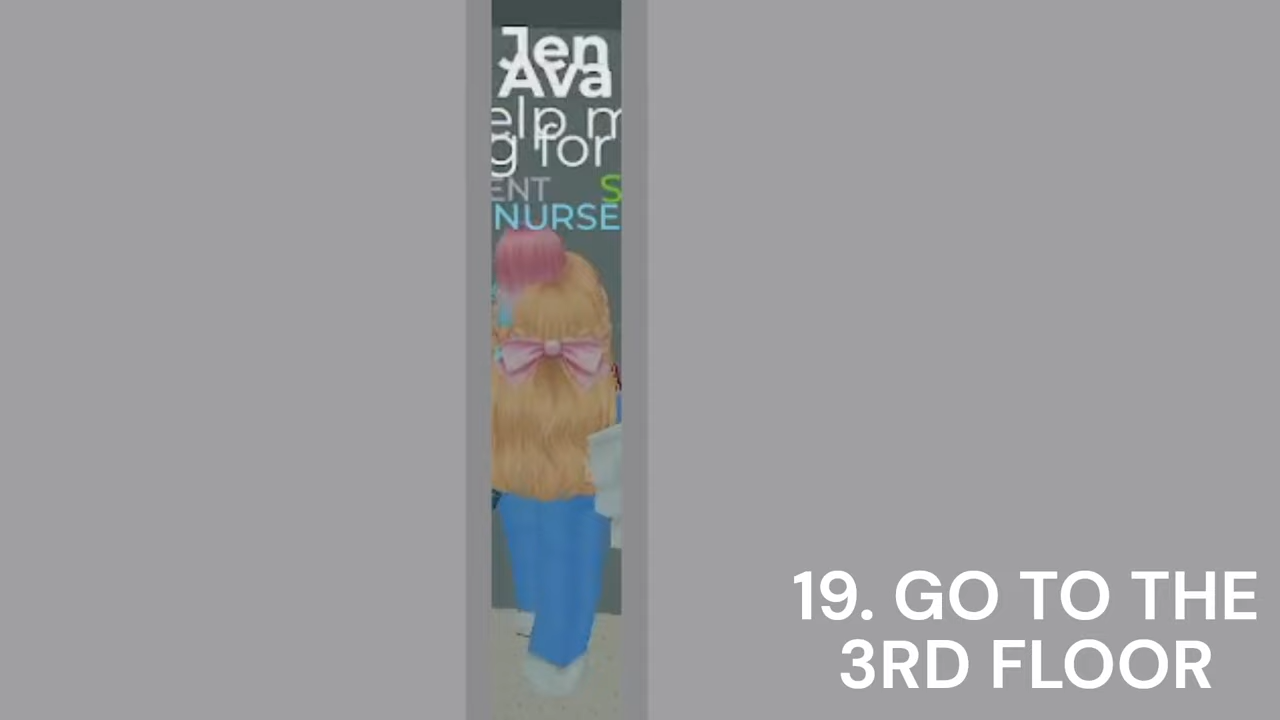 Jen
Ava
elp m
g for
ENT S
NURSE
19. GO TO THE
3RD FLOOR